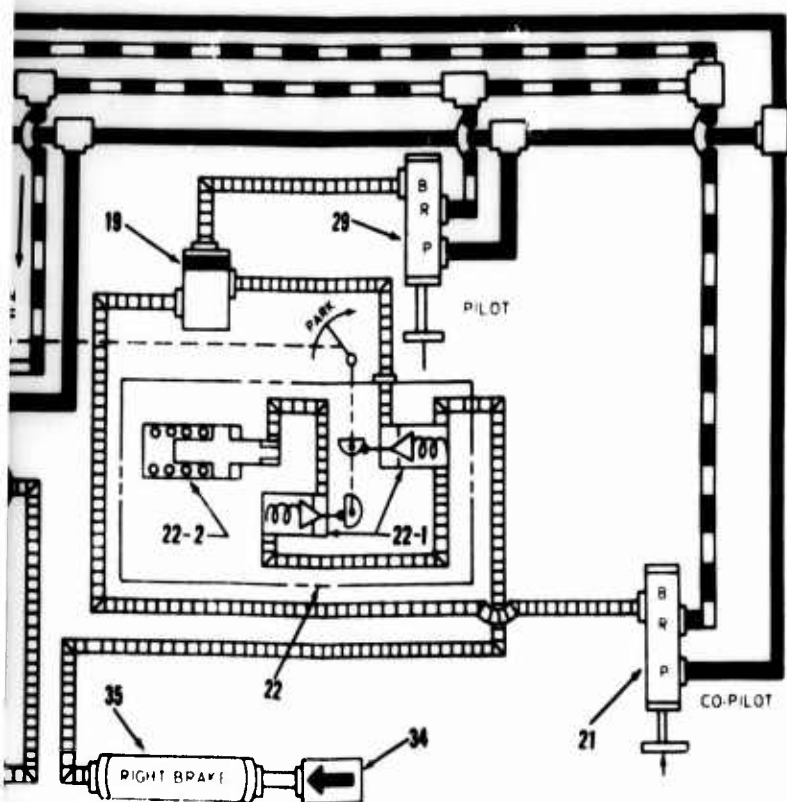 B
R
P
19
29
PILOT
PARK
22-2
22-1
B
R
P
22
CO-PILOT
21
35
34
RIGHT BRAKE